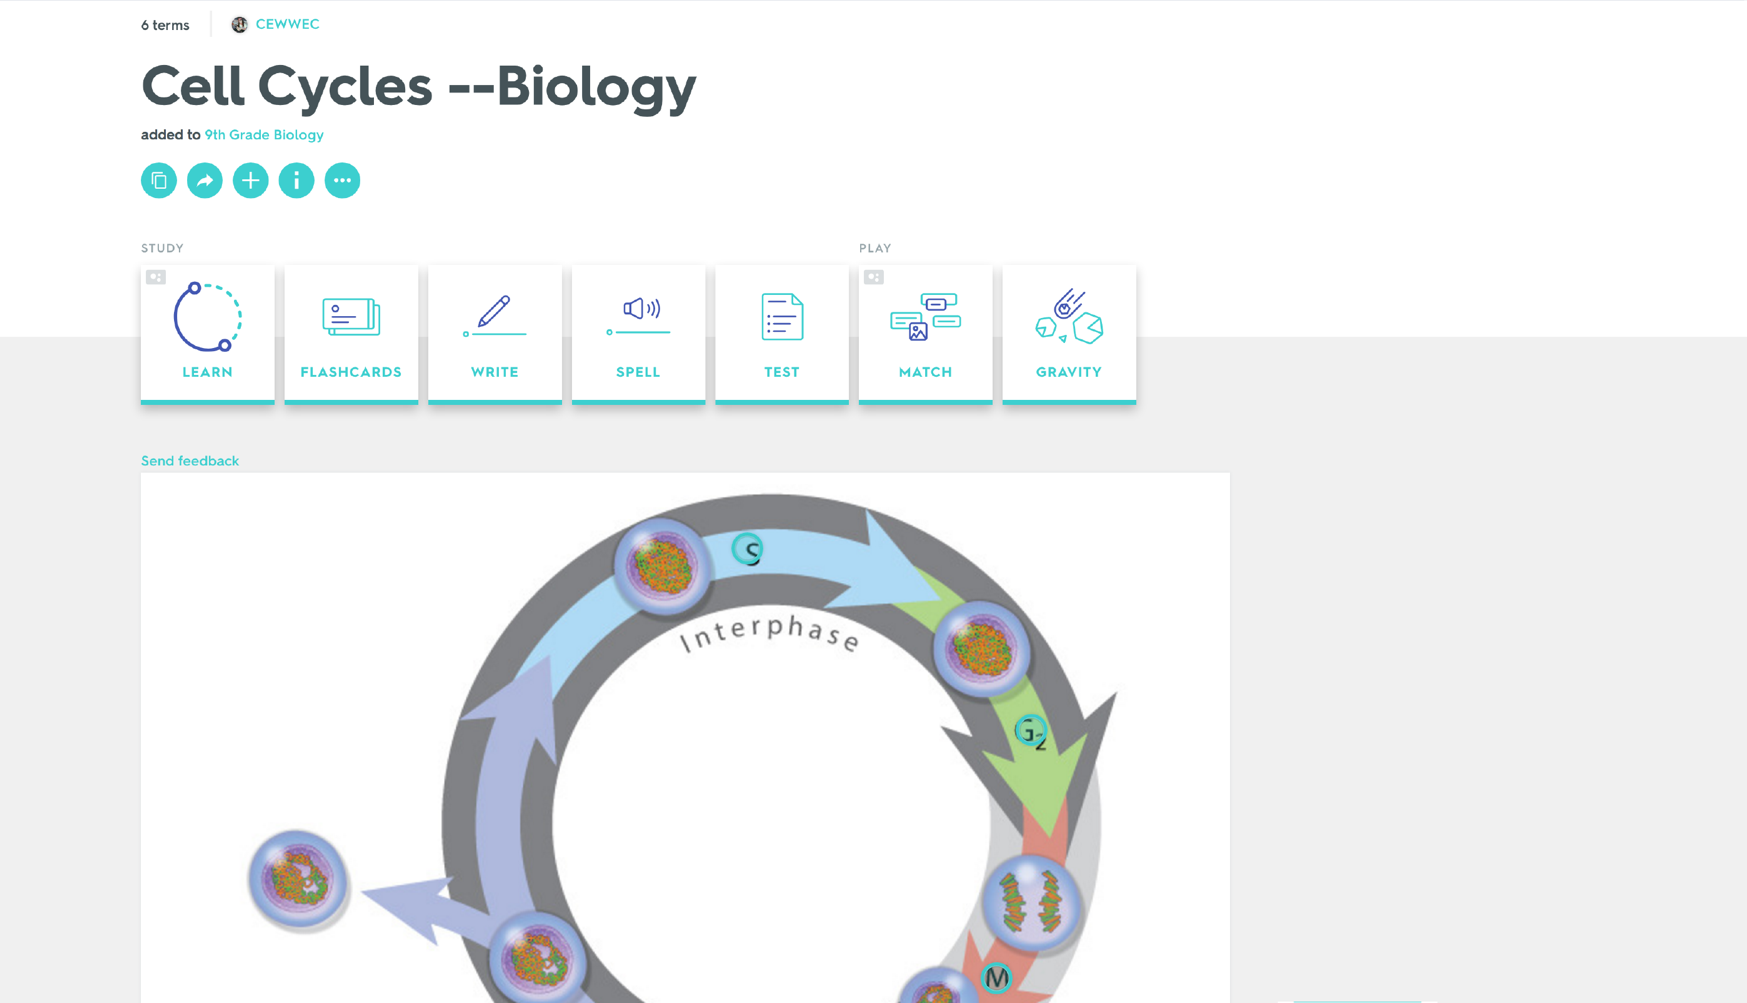 6 terms
CEWWEC
Cell Cycles --Biology
added to 9th Grade Biology
STUDY
PLAY
LEARN
FLASHCARDS
WRITE
SPELL
TEST
MATCH
GRAVITY
Send feedback
S
Interphase
G2
M